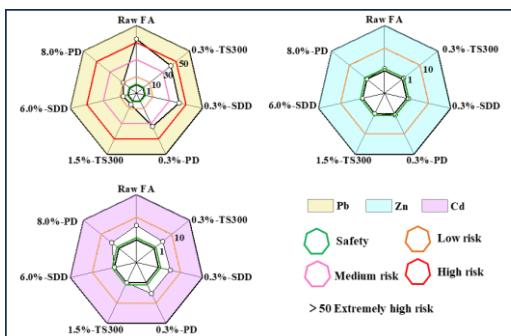 Raw FA
0.3%-TS300
0.3%-SDD
0.3%-PD
1.5%-TS300
6.0%-SDD
8.0%-PD
1
10
30
50
Raw FA
0.3%-TS300
0.3%-SDD
0.3%-PD
1.5%-TS300
6.0%-SDD
8.0%-PD
1
10
Raw FA
0.3%-TS300
0.3%-SDD
0.3%-PD
1.5%-TS300
6.0%-SDD
8.0%-PD
1
10
Pb Zn Cd
Safety Low risk
Medium risk High risk
>50 Extremely high risk